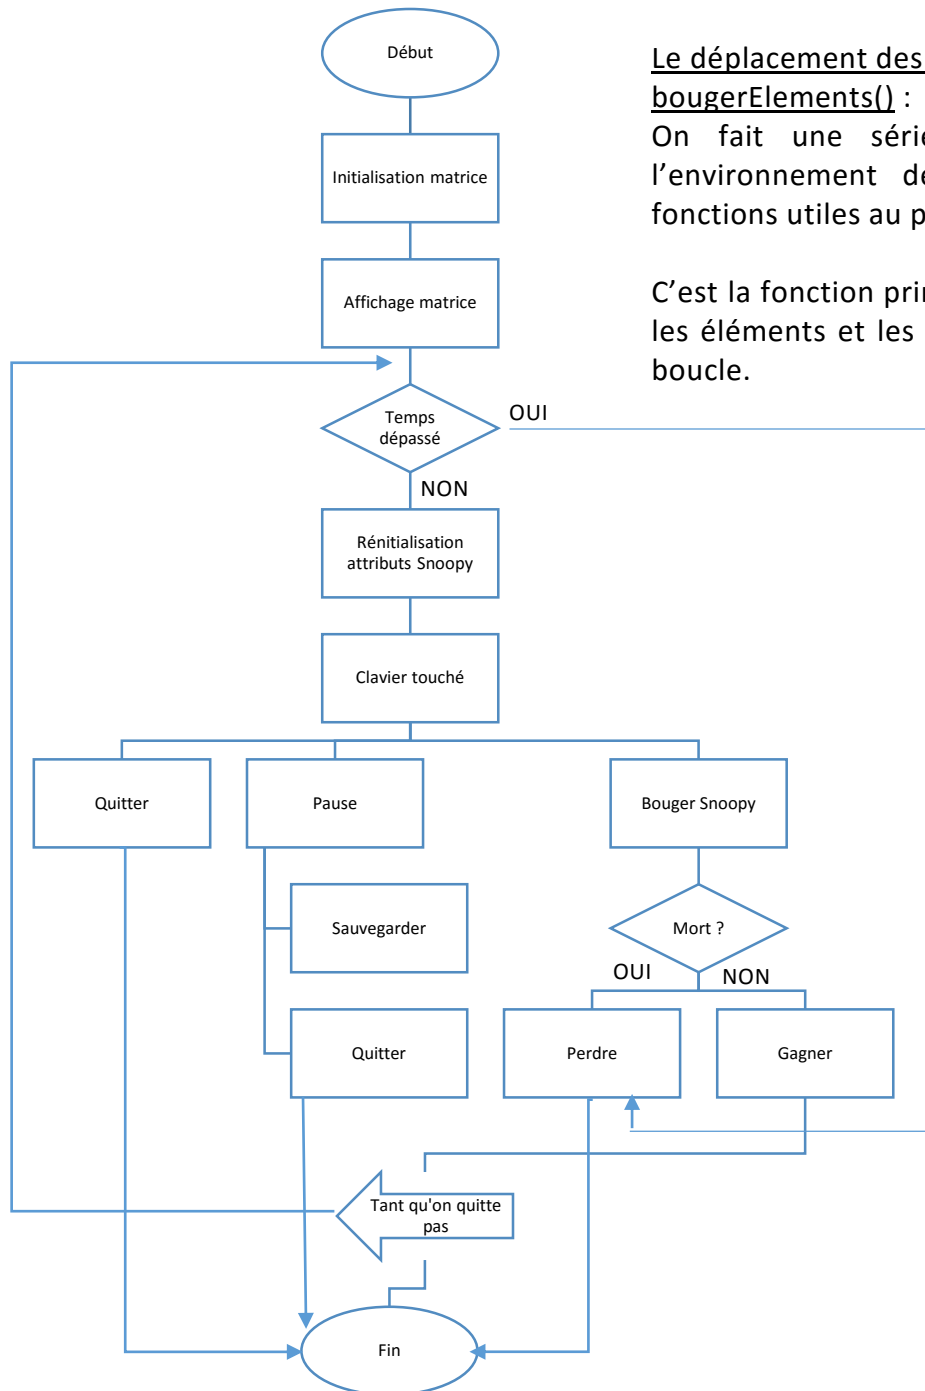 Début
Le déplacement des
bougerElements() :
On fait une série
l’environnement de
fonctions utiles au p
Initialisation matrice
C’est la fonction prin
les éléments et les
boucle.
Affichage matrice
Temps
dépassé
OUI
NON
Rénitialisation
attributs Snoopy
Clavier touché
Quitter
Pause
Bouger Snoopy
Sauvegarder
Mort ?
OUI
NON
Quitter
Perdre
Gagner
Tant qu'on quitte
pas
Fin